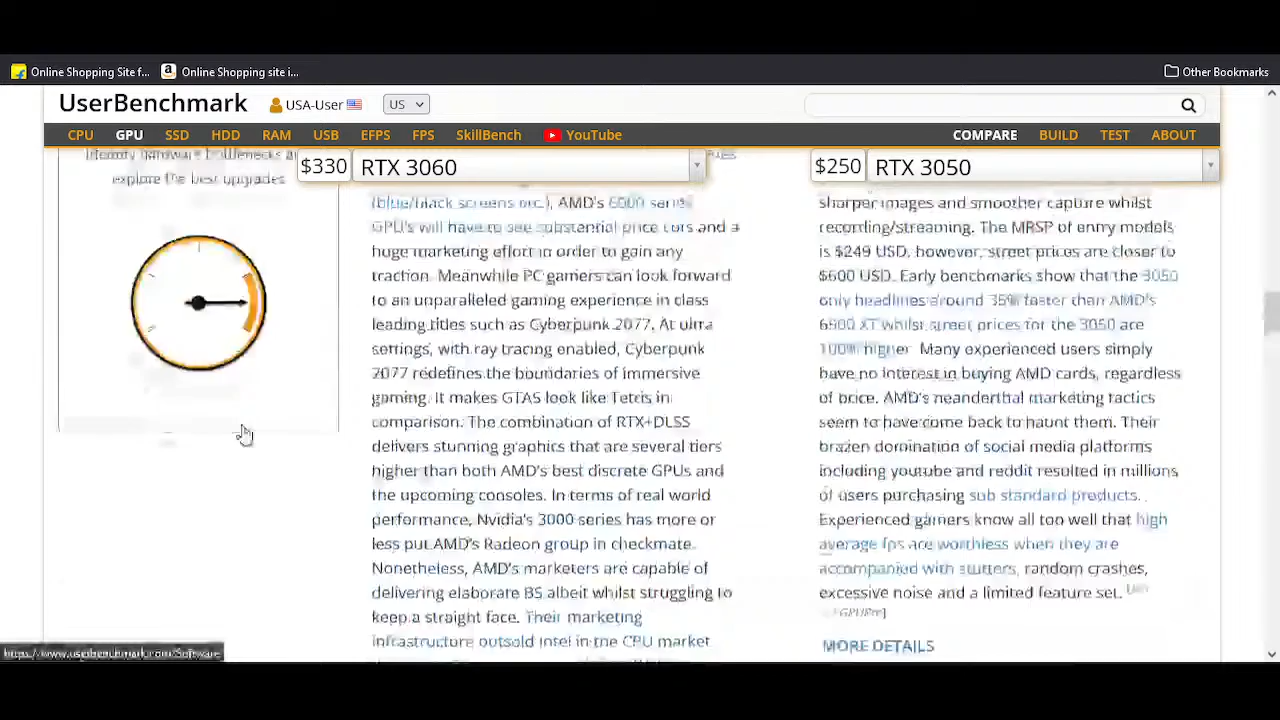 Online Shopping Site f...
Online Shopping site i...
Other Bookmarks
UserBenchmark
USA-User
US
CPU GPU SSD HDD RAM USB EFPS FPS SkillBench YouTube COMPARE BUILD TEST ABOUT
Identify hardware bottlenecks
explore the best upgrades
$330 RTX 3060
(blue/black screens etc.), AMD's 6000 series
GPU's will have to see substantial price cuts and a
huge marketing effort in order to gain any
traction. Meanwhile PC gamers can look forward
to an unparalleled gaming experience in class
leading titles such as Cyberpunk 2077. At ultra
settings, with ray tracing enabled, Cyberpunk
2077 redefines the boundaries of immersive
gaming. It makes GTA5 look like Tetris in
comparison. The combination of RTX+DLSS
delivers stunning graphics that are several tiers
higher than both AMD's best discrete GPUs and
the upcoming consoles. In terms of real world
performance, Nvidia's 3000 series has more or
less put AMD's Radeon group in checkmate.
Nonetheless, AMD's marketers are capable of
delivering elaborate BS albeit whilst struggling to
keep a straight face. Their marketing
infrastructure outsold Intel in the CPU market
$250 RTX 3050
sharper images and smoother capture whilst
recording/streaming. The MRSP of entry models
is $249 USD, however, street prices are closer to
$600 USD. Early benchmarks show that the 3050
only headlines around 35% faster than AMD's
XT whilst street prices for the 3050 are
100% higher. Many experienced users simply
have no interest in buying AMD cards, regardless
of price. AMD's neanderthal marketing tactics
seem to have come back to haunt them. Their
brazen domination of social media platforms
including youtube and reddit resulted in millions
of users purchasing sub standard products.
Experienced gamers know all too well that high
average fps are worthless when they are
accompanied with stutters, random crashes,
excessive noise and a limited feature set.
MORE DETAILS
https://www.userbenchmark.com/Software